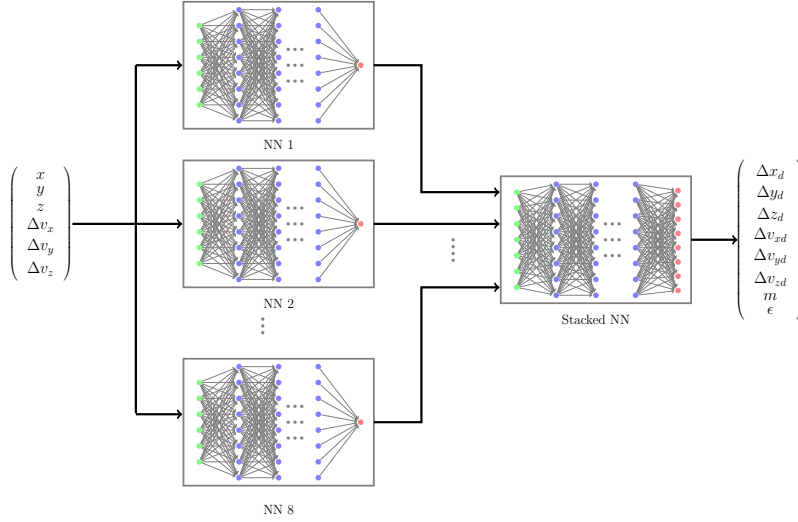 x
y
z
Δv_x
Δv_y
Δv_z
NN 1
NN 2
NN 8
Stacked NN
Δx_d
Δy_d
Δz_d
Δv_xd
Δv_yd
Δv_zd
m
ϵ